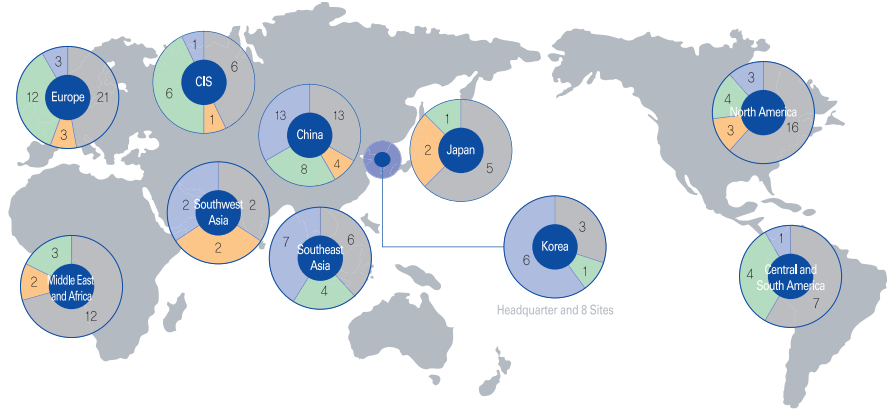 3
21
3
12
Europe
1
6
1
6
CIS
13
13
4
8
China
1
5
2
Japan
3
16
3
4
North America
2
2
2
Southwest
Asia
7
6
4
Southeast
Asia
3
1
6
Korea
Headquarter and 8 Sites
3
2
12
Middle East
and Africa
1
7
4
Central and
South America